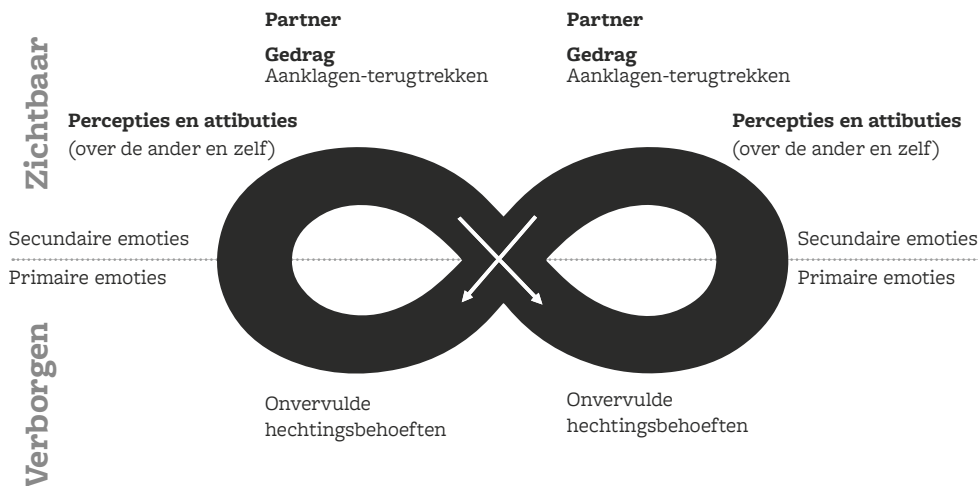 Zichtbaar
Partner
Gedrag
Aanklagen-terugtrekken
Partner
Gedrag
Aanklagen-terugtrekken
Percepties en attibuties
(over de ander en zelf)
Percepties en attibuties
(over de ander en zelf)
Secundaire emoties
Primaire emoties
Secundaire emoties
Primaire emoties
Verborgen
Onvervulde
hechtingsbehoeften
Onvervulde
hechtingsbehoeften